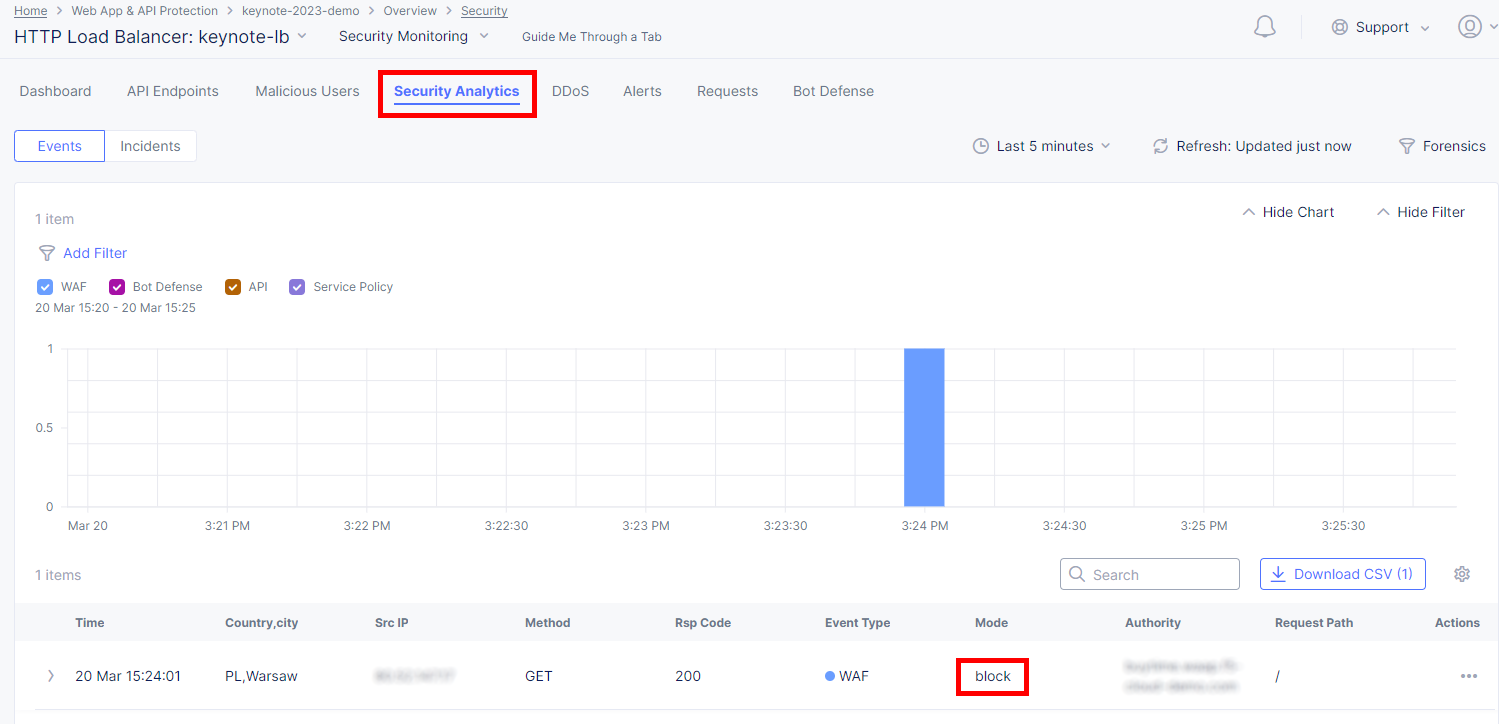 Home > Web App & API Protection > keynote-2023-demo > Overview > Security
HTTP Load Balancer: keynote-lb Security Monitoring Guide Me Through a Tab Support
Dashboard API Endpoints Malicious Users Security Analytics DDoS Alerts Requests Bot Defense
Events Incidents Last 5 minutes Refresh: Updated just now Forensics
1 item Hide Chart Hide Filter
Add Filter
WAF Bot Defense API Service Policy
20 Mar 15:20 - 20 Mar 15:25
1
0.5
0
Mar 20 3:21 PM 3:22 PM 3:22:30 3:23 PM 3:23:30 3:24 PM 3:24:30 3:25 PM 3:25:30
1 items Search Download CSV (1)
Time Country,city Src IP Method Rsp Code Event Type Mode Authority Request Path Actions
20 Mar 15:24:01 PL,Warsaw GET 200 WAF block /